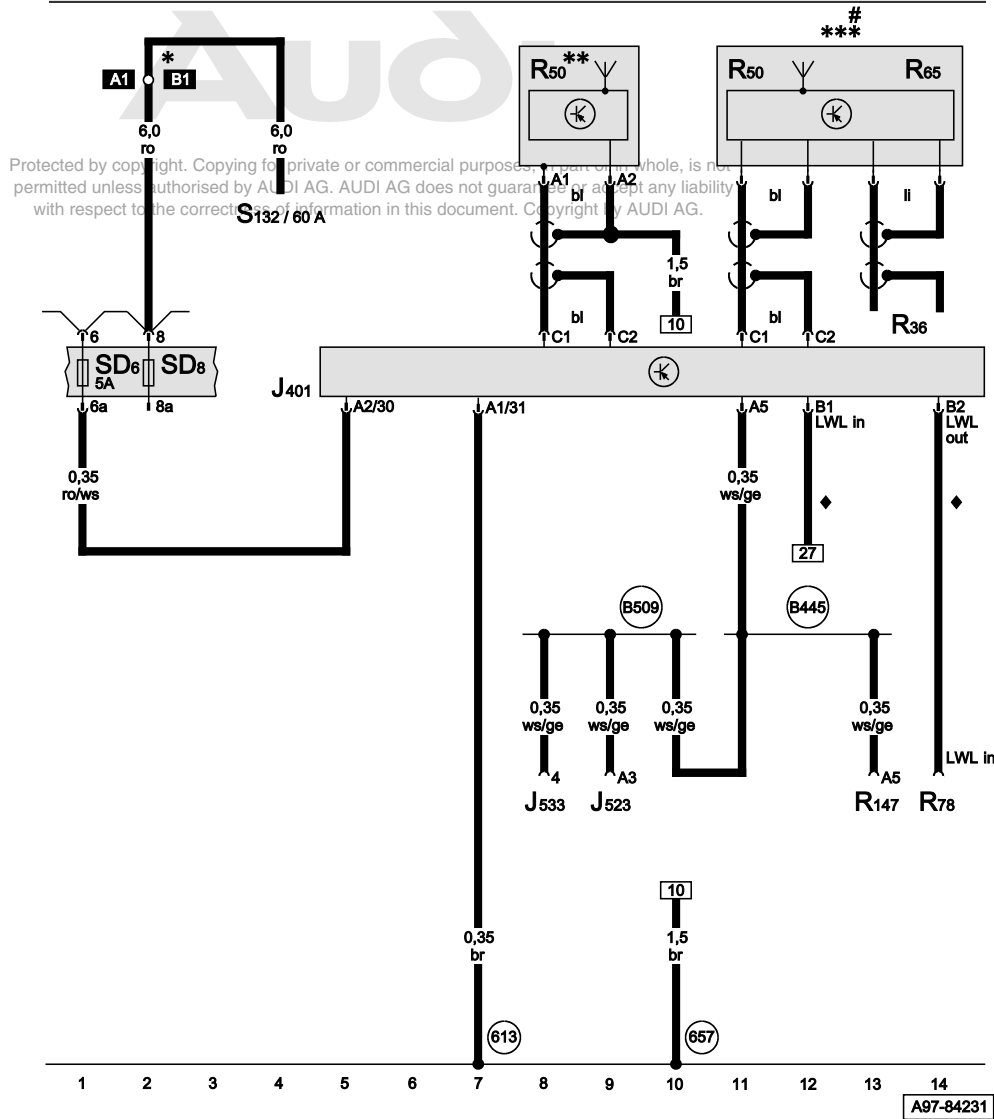 Audi
#
***
*
A1 B1
R50 **
R50 R65
6,0
ro
6,0
ro
Protected by copyright. Copying for private or commercial purposes, in part or in whole, is not
permitted unless authorised by AUDI AG. AUDI AG does not guarantee or accept any liability
with respect to the correctness of information in this document. Copyright by AUDI AG.
A1 bl A2 bl li
S132 / 60 A
1,5
br
10
R36
bl bl
6 8 C1 C2 C1 C2
SD6 5A SD8
J401
6a 8a A2/30 A1/31 A5 B1 B2
LWL in LWL
out
0,35
ro/ws
0,35
ws/ge
♦ ♦
27
B509 B445
0,35 0,35 0,35 0,35
ws/ge ws/ge ws/ge ws/ge
LWL in
4 A3 A5
J533 J523 R147 R78
10
0,35 1,5
br br
613 657
1 2 3 4 5 6 7 8 9 10 11 12 13 14
A97-84231